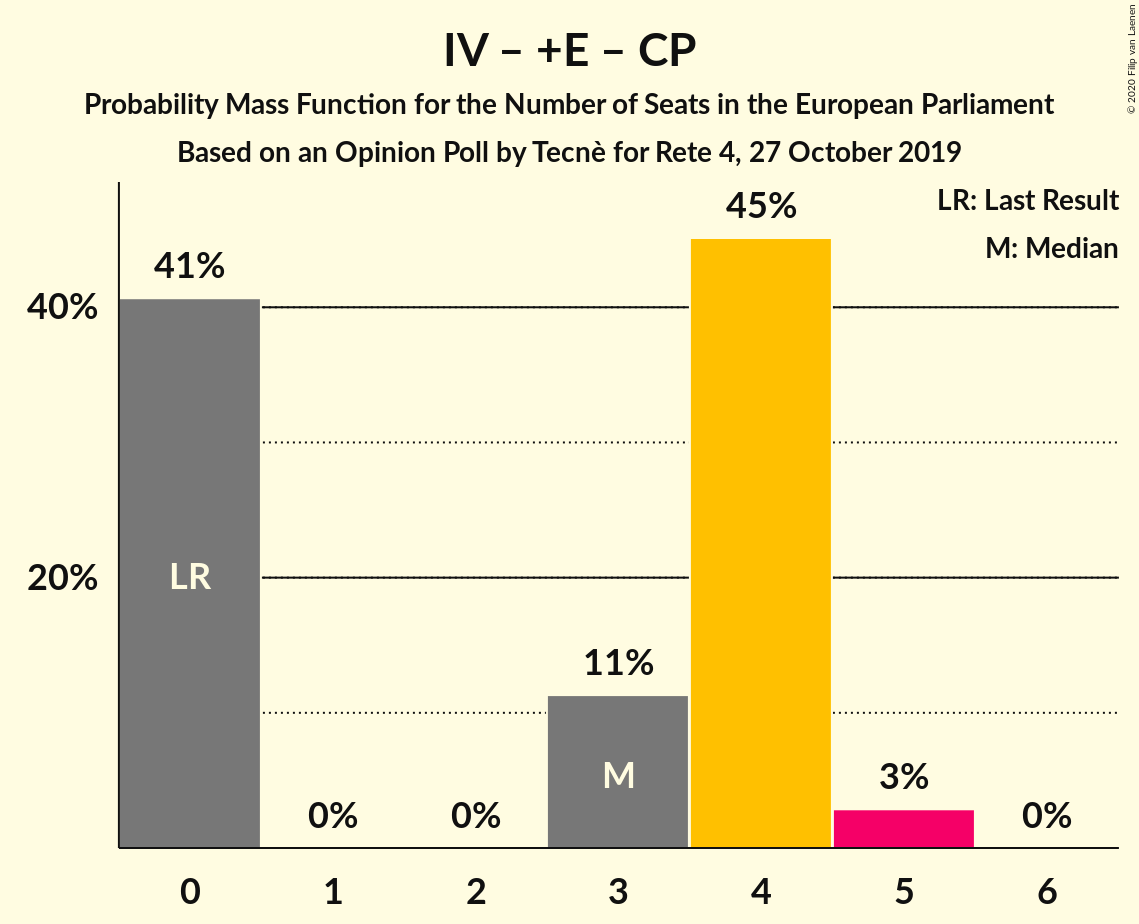 IV – +E – CP
Probability Mass Function for the Number of Seats in the European Parliament
Based on an Opinion Poll by Tecnè for Rete 4, 27 October 2019
© 2020 Filip van Laenen
LR: Last Result
M: Median
41%
0%
0%
11%
45%
3%
0%
40%
20%
LR
M
0
1
2
3
4
5
6